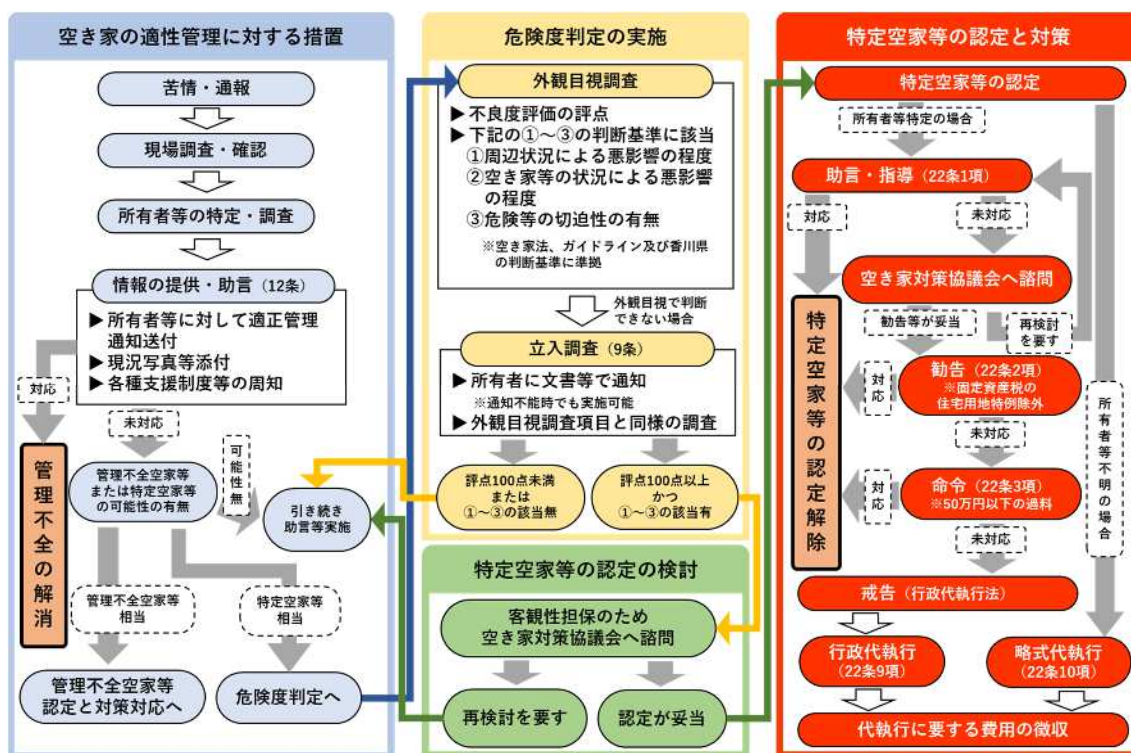 空き家の適性管理に対する措置
苦情・通報
現場調査・確認
所有者等の特定・調査
情報の提供・助言（12条）
▶所有者等に対して適正管理
通知送付
▶現況写真等添付
▶各種支援制度等の周知
対応
未対応
管理不全の解消
管理不全空家等
または特定空家等
の可能性の有無
可能性無
引き続き
助言等実施
管理不全空家等
相当
特定空家等
相当
管理不全空家等
認定と対策対応へ
危険度判定へ
危険度判定の実施
外観目視調査
▶不良度評価の評点
▶下記の①～③の判断基準に該当
①周辺状況による悪影響の程度
②空き家等の状況による悪影響
の程度
③危険等の切迫性の有無
※空き家法、ガイドライン及び香川県
の判断基準に準拠
外観目視で判断
できない場合
立入調査（9条）
▶所有者に文書等で通知
※通知不能時でも実施可能
▶外観目視調査項目と同様の調査
評点100点未満
または
①～③の該当無
評点100点以上
かつ
①～③の該当有
特定空家等の認定の検討
客観性担保のため
空き家対策協議会へ諮問
再検討を要す
認定が妥当
特定空家等の認定と対策
特定空家等の認定
所有者等特定の場合
助言・指導（22条1項）
対応
未対応
空き家対策協議会へ諮問
勧告等が妥当
再検討
を要す
特定空家等の認定解除
勧告（22条2項）
※固定資産税の
住宅用地特例除外
対応
未対応
命令（22条3項）
※50万円以下の過料
対応
未対応
所有者等不明の場合
戒告（行政代執行法）
行政代執行
（22条9項）
略式代執行
（22条10項）
代執行に要する費用の徴収